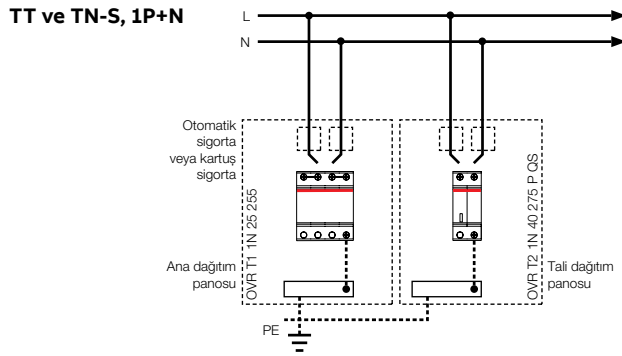 TT ve TN-S, 1P+N
L
N
Otomatik
sigorta
veya kartuş
sigorta
OVR T1 1N 25 255
OVR T2 1N 40 275 P QS
Ana dağıtım
panosu
Tali dağıtım
panosu
PE